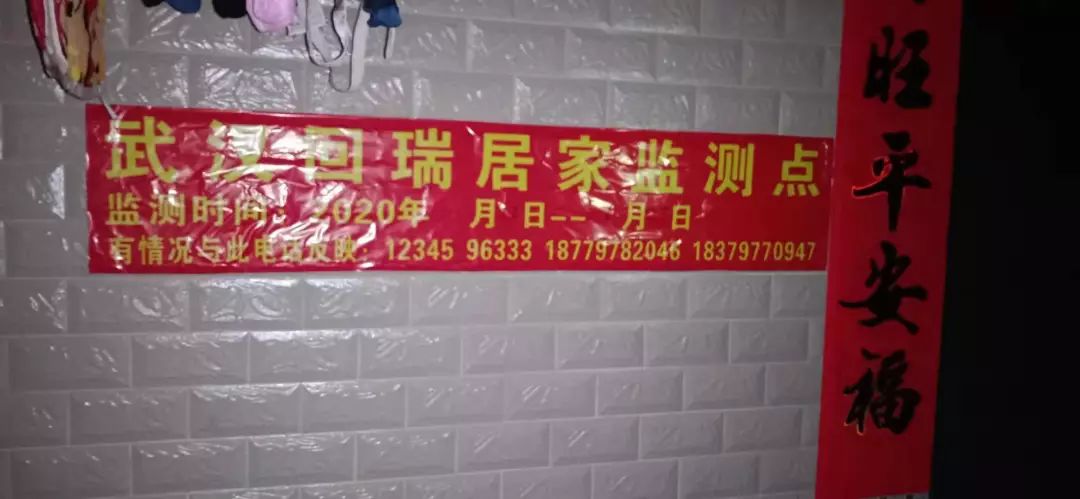 武汉回瑞居家监测点
监测时间：2020年 月 日-- 月 日
有情况与此电话反映 12345 96333 18779782046 18379770947
旺平安福